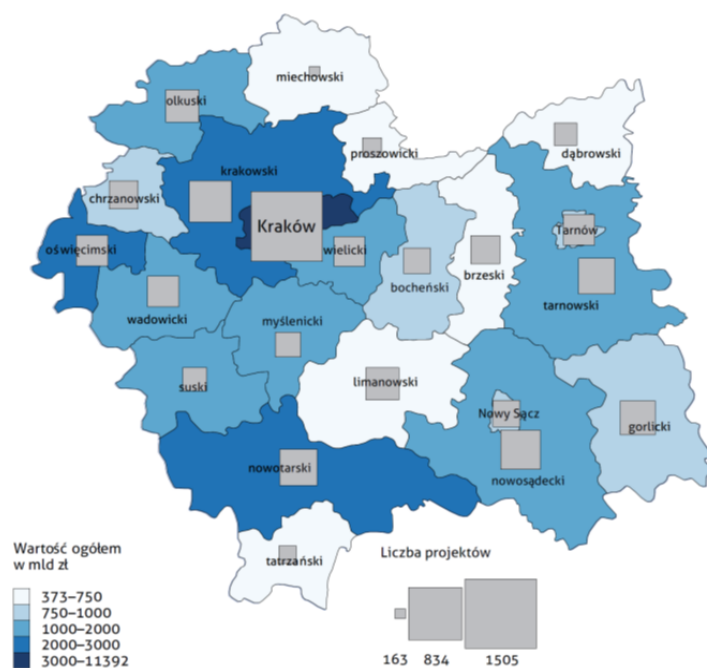 miechowski
olkuski
proszowicki
dąbrowski
krakowski
chrzanowski
Kraków
Tarnów
oświęcimski
wielicki
brzeski
bocheński
tarnowski
wadowicki
myślenicki
suski
limanowski
Nowy Sącz
gorlicki
nowotarski
nowosądecki
tatrzański
Wartość ogółem
w mld zł
373–750
750–1000
1000–2000
2000–3000
3000–11392
Liczba projektów
163 834 1505